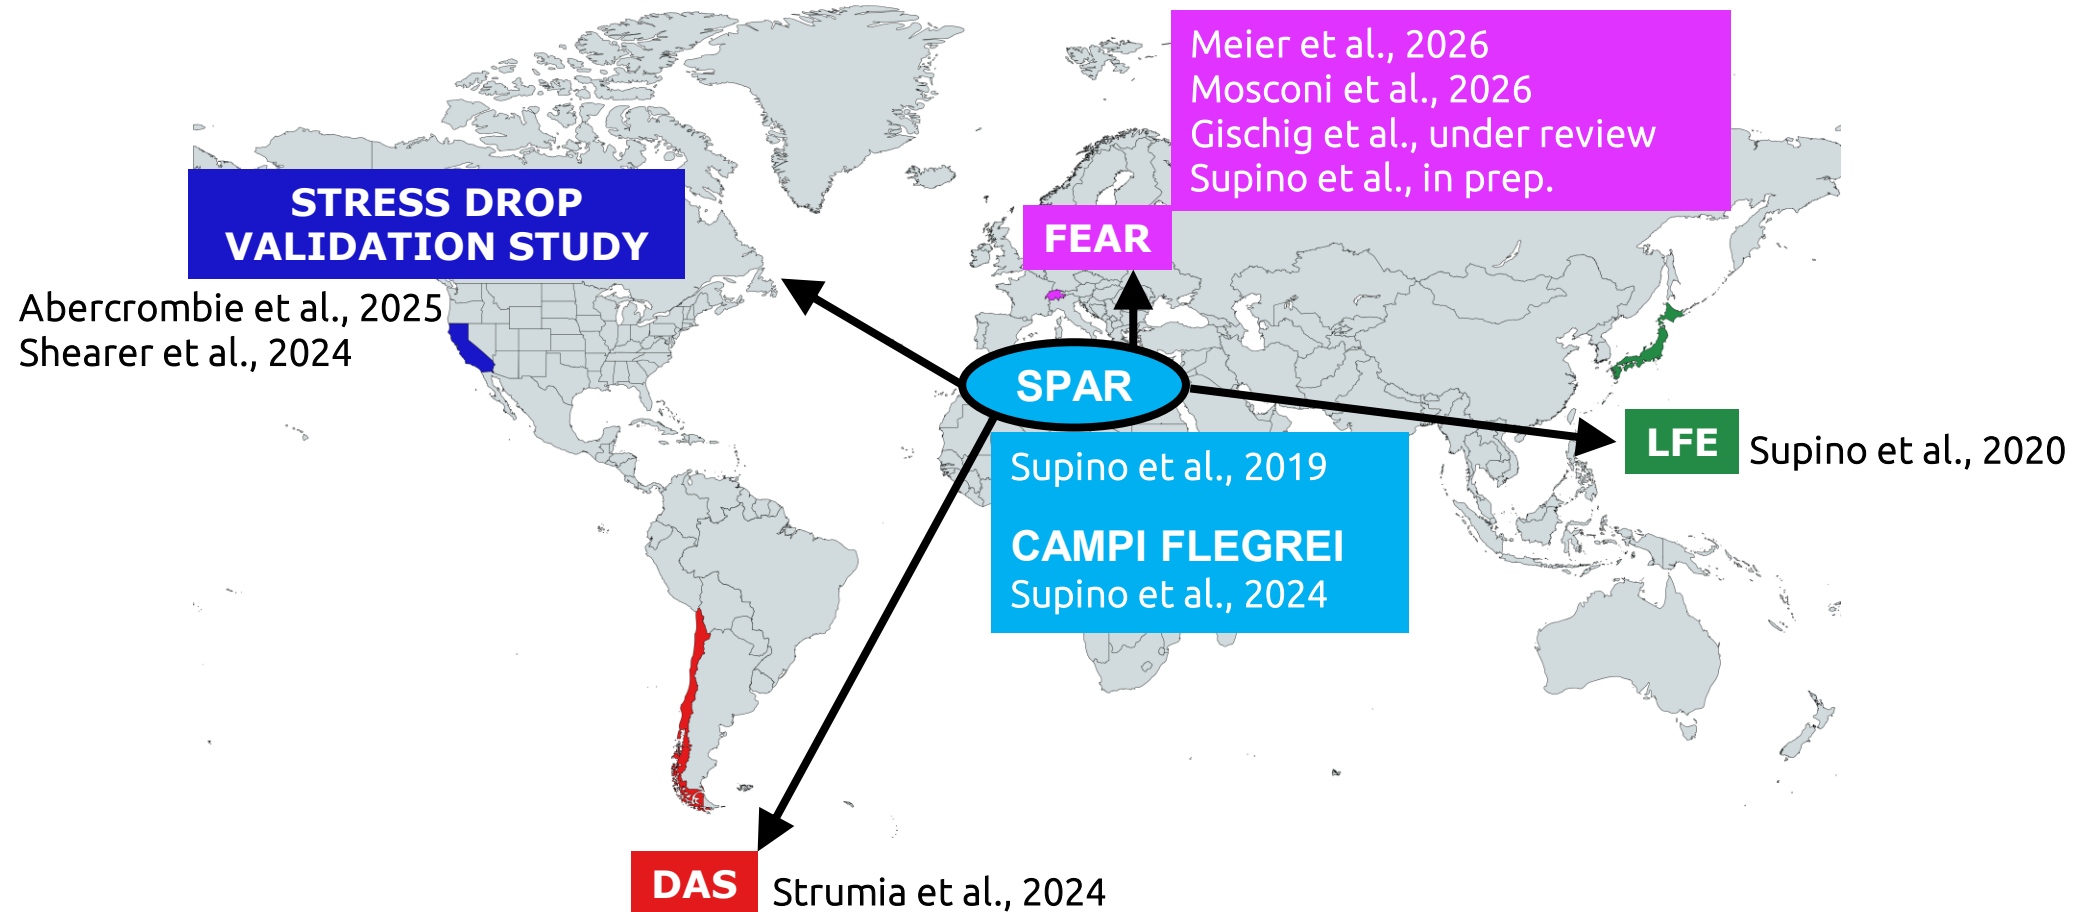 Meier et al., 2026
Mosconi et al., 2026
Gischig et al., under review
Supino et al., in prep.
STRESS DROP
VALIDATION STUDY
FEAR
Abercrombie et al., 2025
Shearer et al., 2024
SPAR
LFE
Supino et al., 2020
Supino et al., 2019
CAMPI FLEGREI
Supino et al., 2024
DAS
Strumia et al., 2024